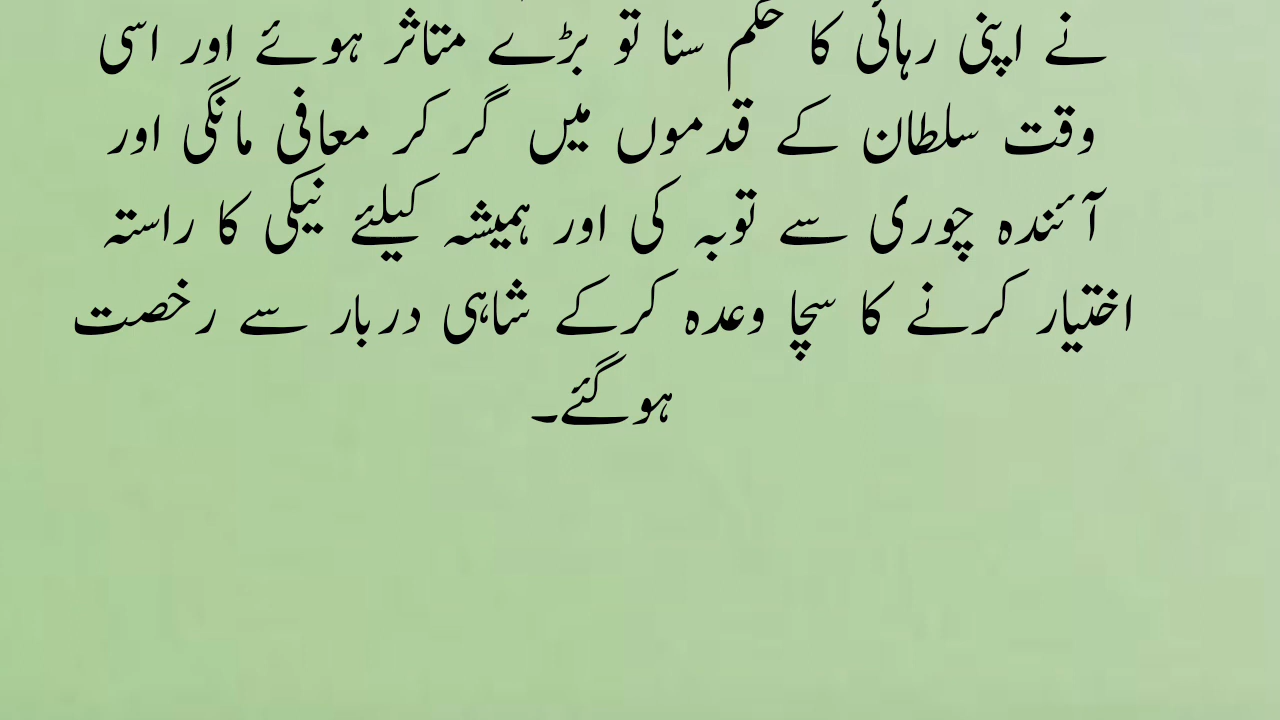 نے اپنی رہائی کا حکم سنا تو بڑے متاثر ہوئے اور اسی
وقت سلطان کے قدموں میں گر کر معافی مانگی اور
آئندہ چوری سے توبہ کی اور ہمیشہ کیلئے نیکی کا راستہ
اختیار کرنے کا سچا وعدہ کرکے شاہی دربار سے رخصت
ہوگئے۔